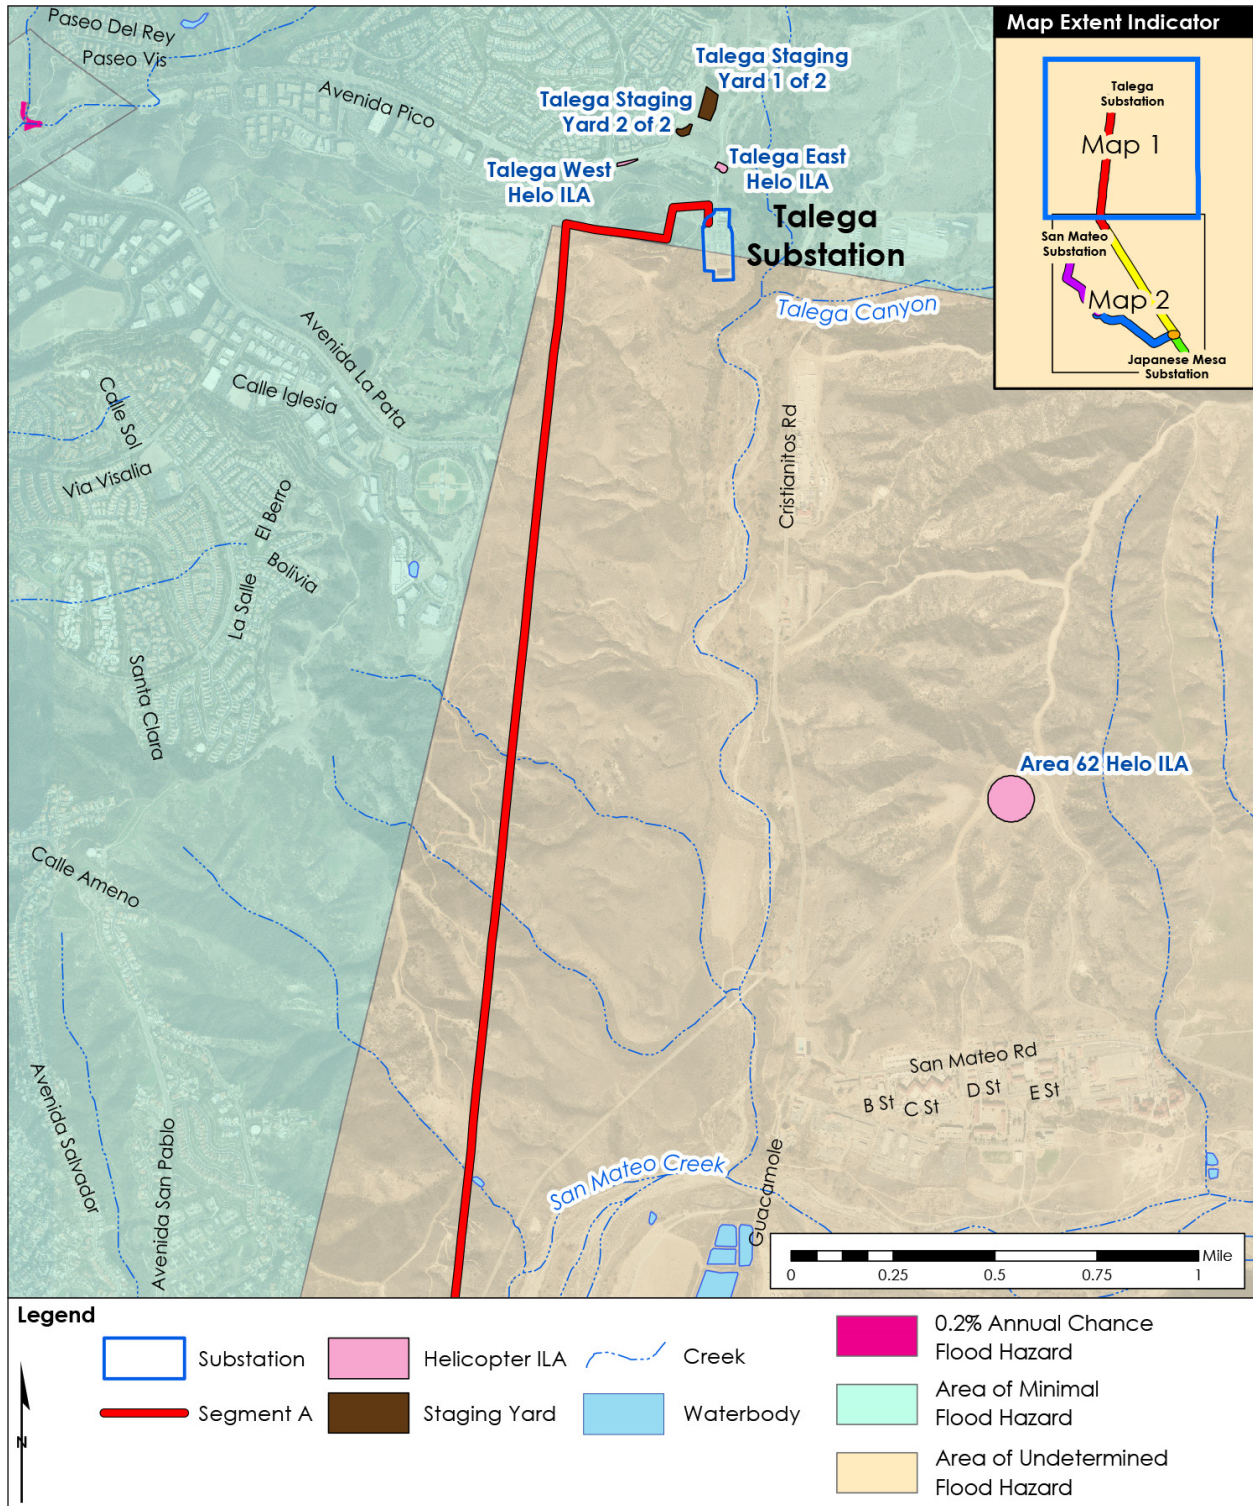 Paseo Del Rey
Paseo Vis
Avenida Pico
Talega Staging
Yard 1 of 2
Talega Staging
Yard 2 of 2
Talega West
Helo ILA
Talega East
Helo ILA
Talega
Substation
Talega Canyon
Avenida La Pata
Calle Iglesia
Calle Sol
Via Visalia
El Berro
Bolivia
La Salle
Santa Clara
Cristianitos Rd
Area 62 Helo ILA
Calle Ameno
Avenida Salvador
Avenida San Pablo
San Mateo Rd
B St
C St
D St
E St
San Mateo Creek
Guacamole
Map Extent Indicator
Talega
Substation
Map 1
San Mateo
Substation
Map 2
Japanese Mesa
Substation
Mile
0
0.25
0.5
0.75
1
Legend
N
Substation
Segment A
Helicopter ILA
Staging Yard
Creek
Waterbody
0.2% Annual Chance
Flood Hazard
Area of Minimal
Flood Hazard
Area of Undetermined
Flood Hazard